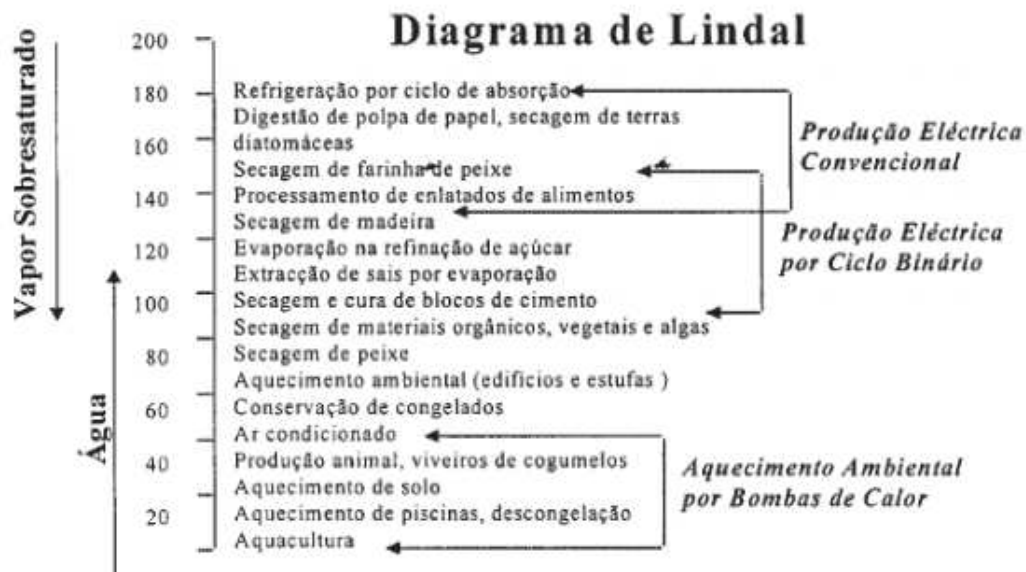 Diagrama de Lindal
Vapor Sobresaturado
Água
200
180
160
140
120
100
80
60
40
20
Refrigeração por ciclo de absorção
Digestão de polpa de papel, secagem de terras
diatomáceas
Secagem de farinha de peixe
Processamento de enlatados de alimentos
Secagem de madeira
Evaporação na refinação de açúcar
Extracção de sais por evaporação
Secagem e cura de blocos de cimento
Secagem de materiais orgânicos, vegetais e algas
Secagem de peixe
Aquecimento ambiental (edificios e estufas )
Conservação de congelados
Ar condicionado
Produção animal, viveiros de cogumelos
Aquecimento de solo
Aquecimento de piscinas, descongelação
Aquacultura
Produção Eléctrica
Convencional
Produção Eléctrica
por Ciclo Binário
Aquecimento Ambiental
por Bombas de Calor